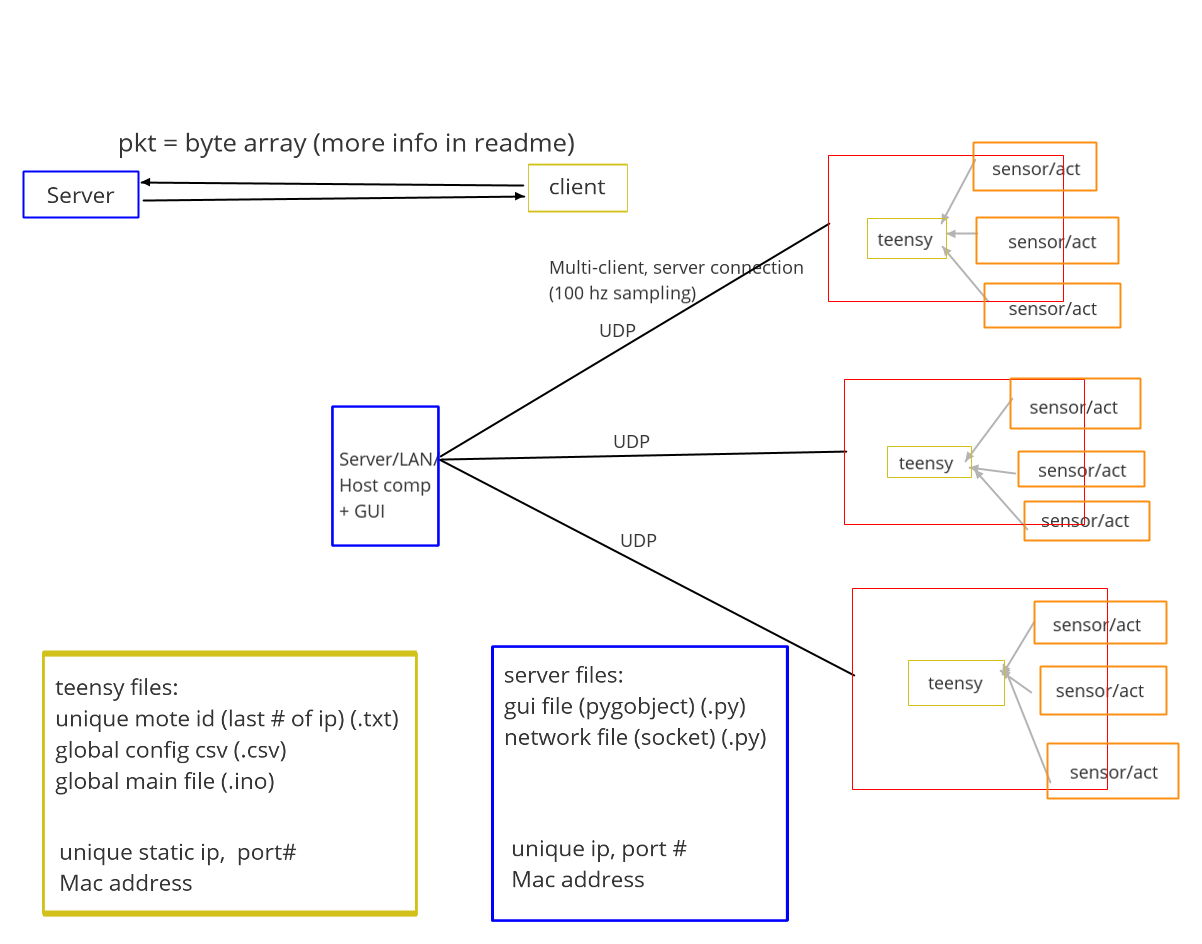 pkt = byte array (more info in readme)
Server
client
sensor/act
teensy
sensor/act
sensor/act
Multi-client, server connection
(100 hz sampling)
UDP
sensor/act
UDP
teensy
sensor/act
sensor/act
Server/LAN/
Host comp
+ GUI
UDP
sensor/act
teensy
sensor/act
sensor/act
teensy files:
unique mote id (last # of ip) (.txt)
global config csv (.csv)
global main file (.ino)
unique static ip,  port#
Mac address
server files:
gui file (pygobject) (.py)
network file (socket) (.py)
unique ip, port #
Mac address